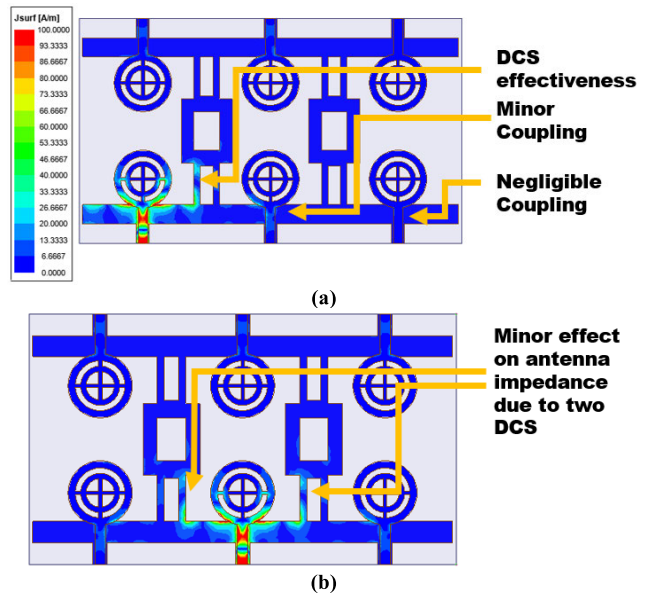 Jsurf [A/m]
100.0000
93.3333
86.6667
80.0000
73.3333
66.6667
60.0000
53.3333
46.6667
40.0000
33.3333
26.6667
20.0000
13.3333
6.6667
0.0000
DCS
effectiveness
Minor
Coupling
Negligible
Coupling
(a)
Minor effect
on antenna
impedance
due to two
DCS
(b)